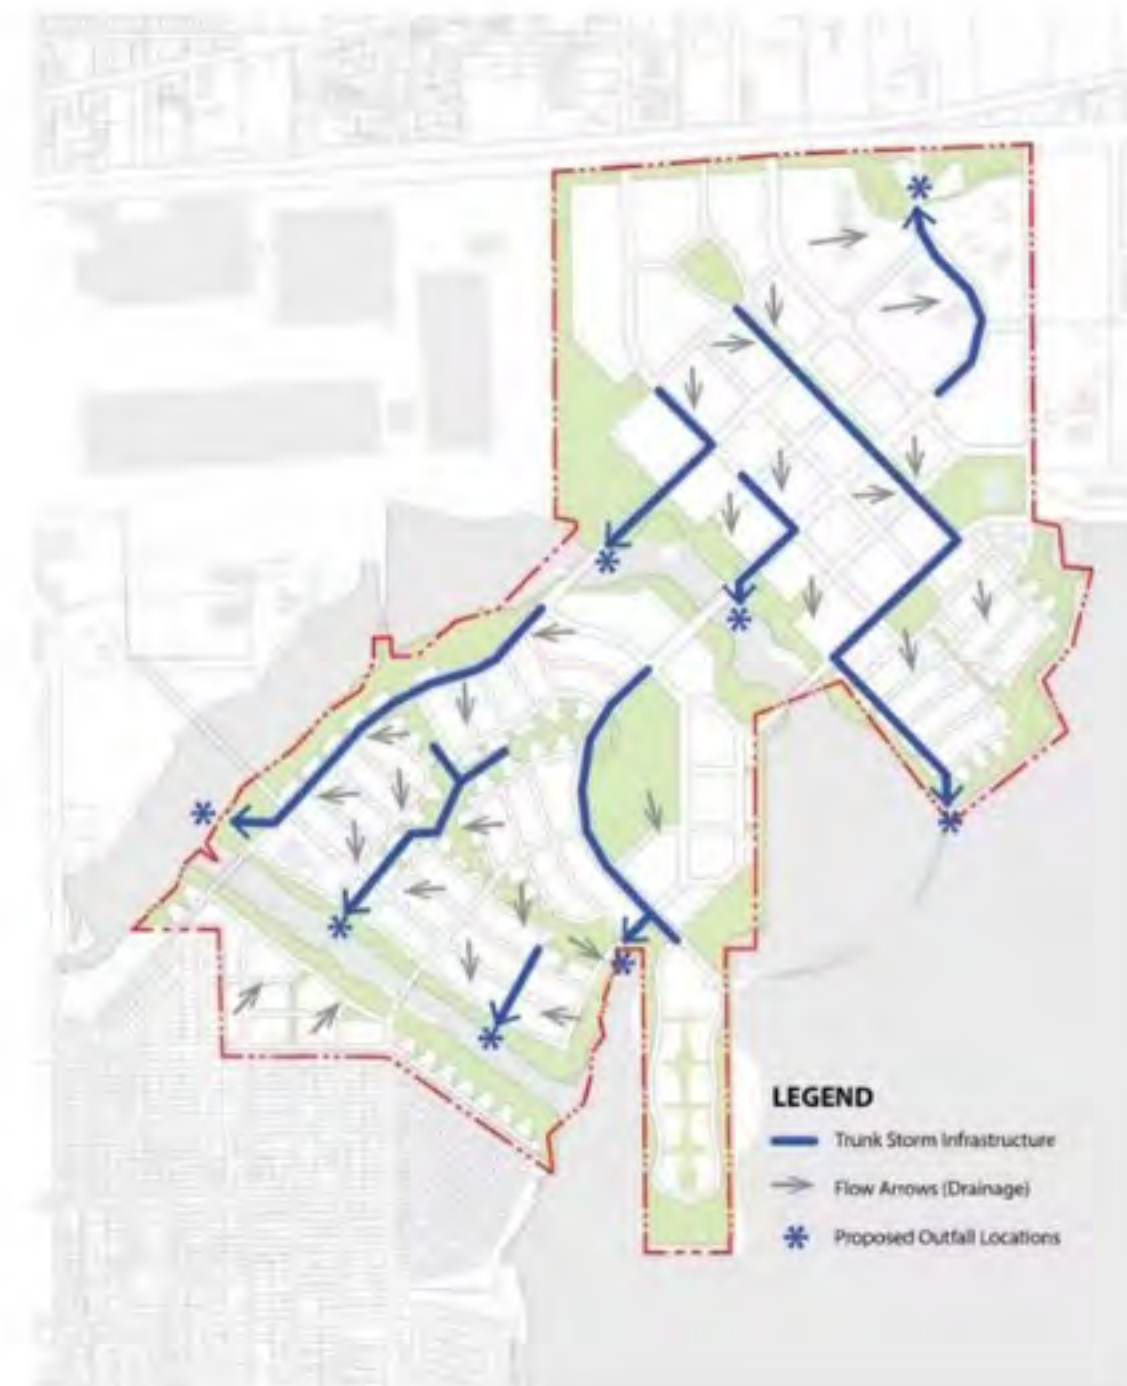 LEGEND
Trunk Storm Infrastructure
Flow Arrows (Drainage)
Proposed Outfall Locations